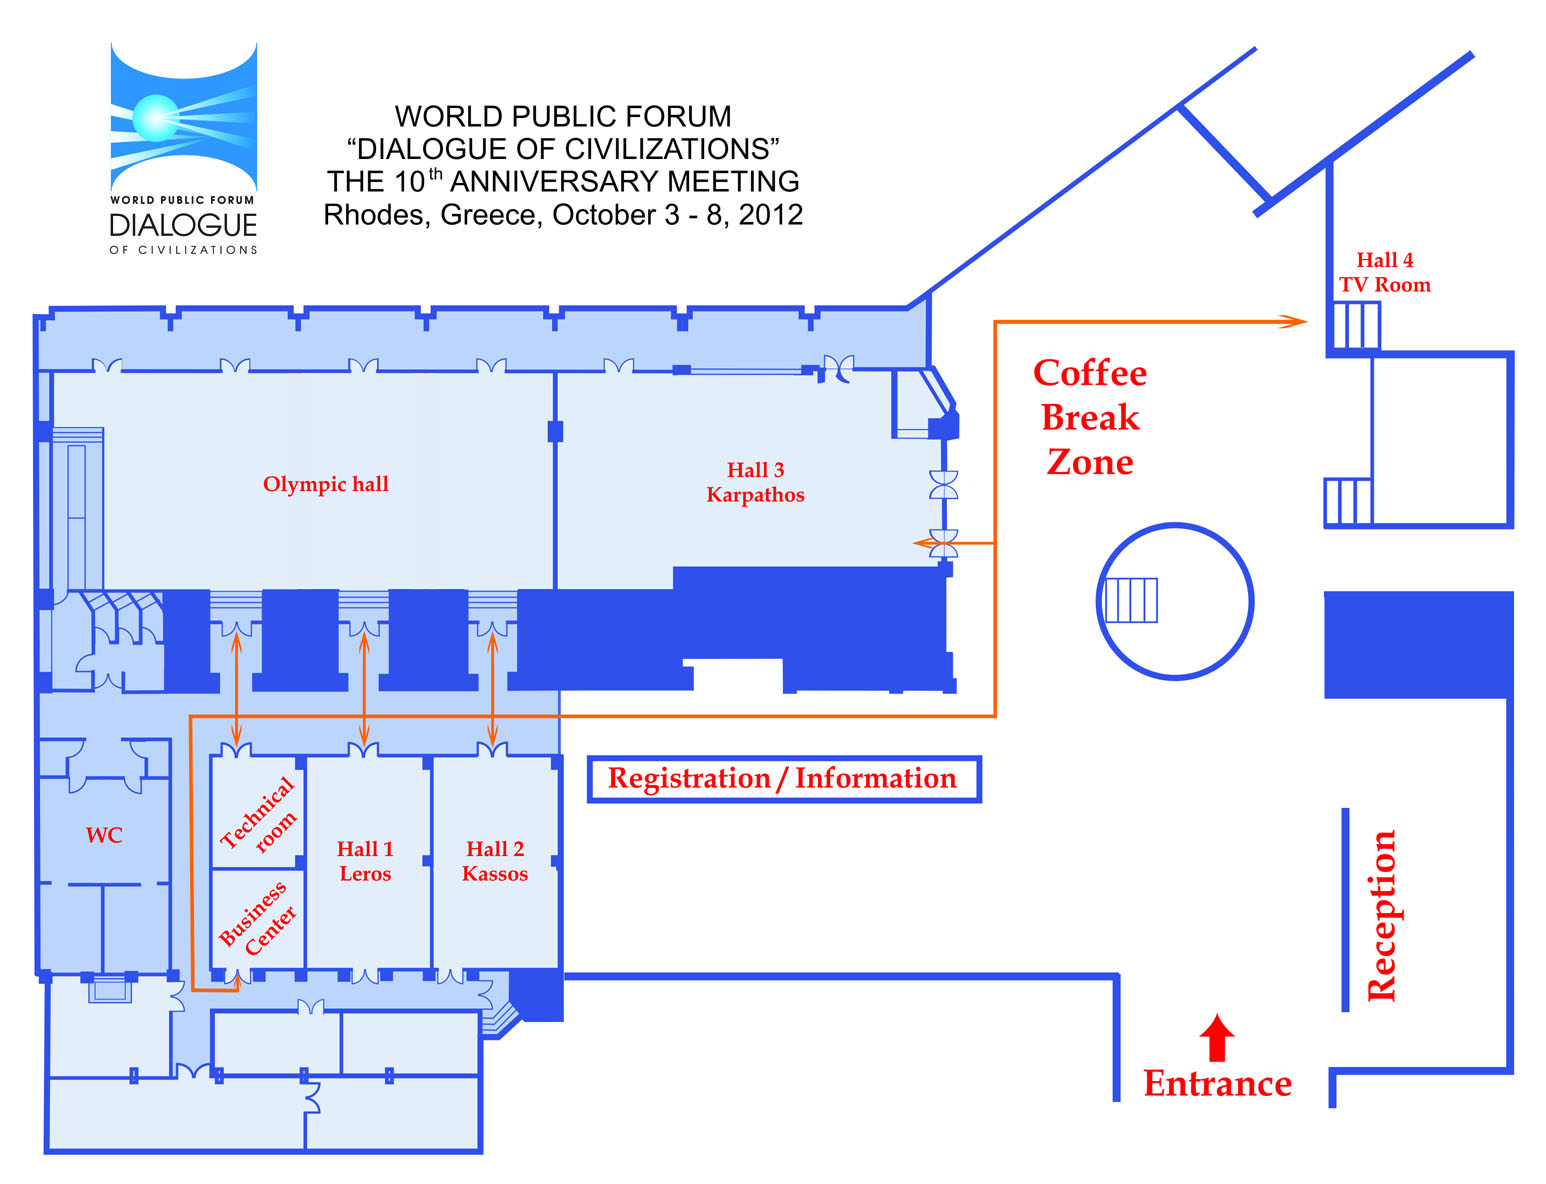 WORLD PUBLIC FORUM
DIALOGUE
OF CIVILIZATIONS
WORLD PUBLIC FORUM
“DIALOGUE OF CIVILIZATIONS”
THE 10th ANNIVERSARY MEETING
Rhodes, Greece, October 3 - 8, 2012
Hall 4
TV Room
Coffee
Break
Zone
Olympic hall
Hall 3
Karpathos
Registration / Information
Technical
room
WC
Hall 1
Leros
Hall 2
Kassos
Business
Center
Reception
Entrance